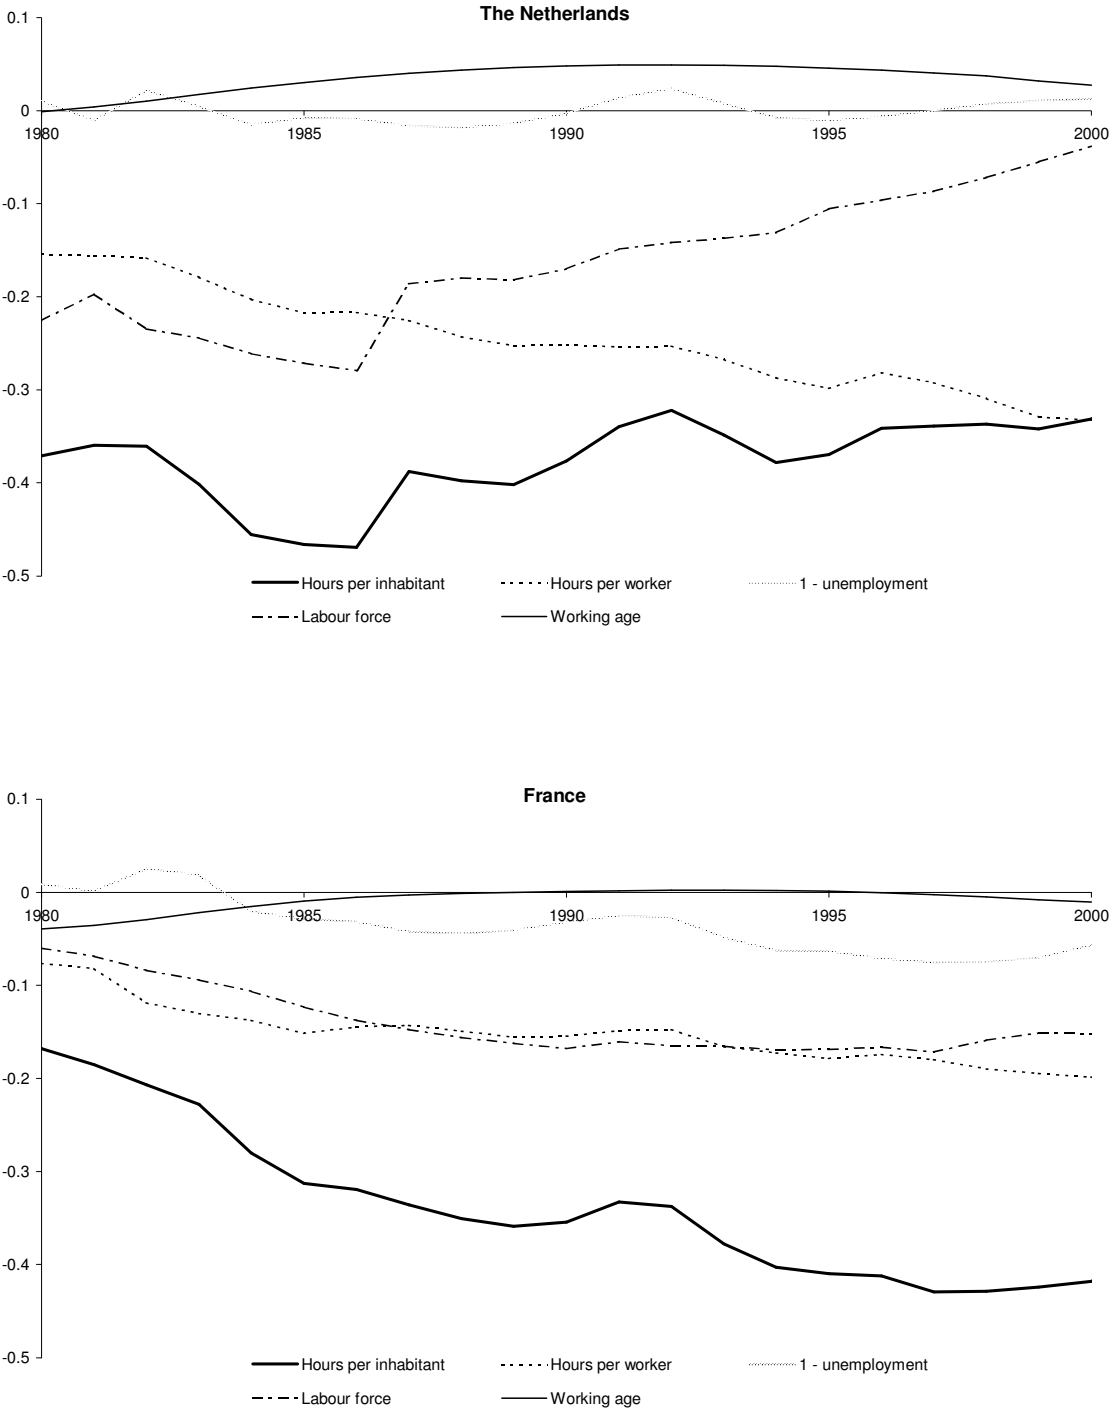 The Netherlands
0.1
0
1980 1985 1990 1995 2000
-0.1
-0.2
-0.3
-0.4
-0.5
Hours per inhabitant Hours per worker 1 - unemployment
Labour force Working age
France
0.1
0
1980 1985 1990 1995 2000
-0.1
-0.2
-0.3
-0.4
-0.5
Hours per inhabitant Hours per worker 1 - unemployment
Labour force Working age